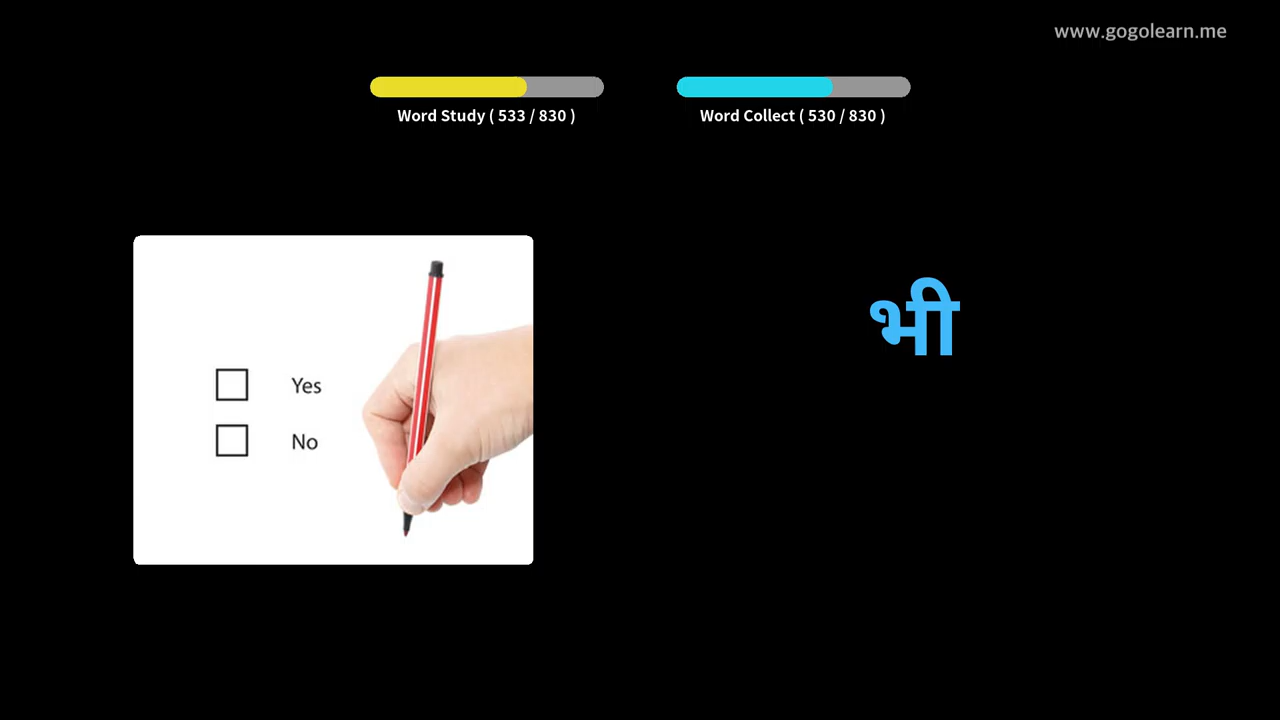 www.gogolearn.me
Word Study ( 533 / 830 )
Word Collect ( 530 / 830 )
भी
Yes
No